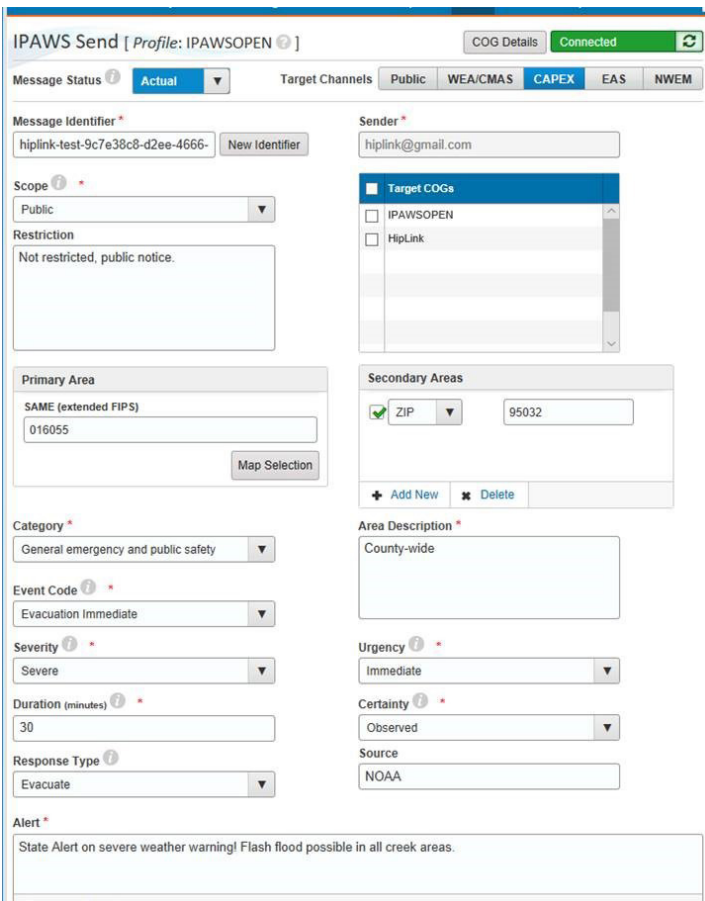 IPAWS Send [ Profile: IPAWSOPEN ? ]
COG Details
Connected
Message Status i
Actual
Target Channels
Public
WEA/CMAS
CAPEX
EAS
NWEM
Message Identifier *
hiplink-test-9c7e38c8-d2ee-4666-
New Identifier
Sender *
hiplink@gmail.com
Scope i *
Public
Restriction
Not restricted, public notice.
Target COGs
IPAWSOPEN
HipLink
Primary Area
SAME (extended FIPS)
016055
Map Selection
Secondary Areas
ZIP
95032
Add New
Delete
Category *
General emergency and public safety
Area Description *
County-wide
Event Code i *
Evacuation Immediate
Severity i *
Severe
Urgency i *
Immediate
Duration (minutes) i *
30
Certainty i *
Observed
Response Type i
Evacuate
Source
NOAA
Alert *
State Alert on severe weather warning! Flash flood possible in all creek areas.